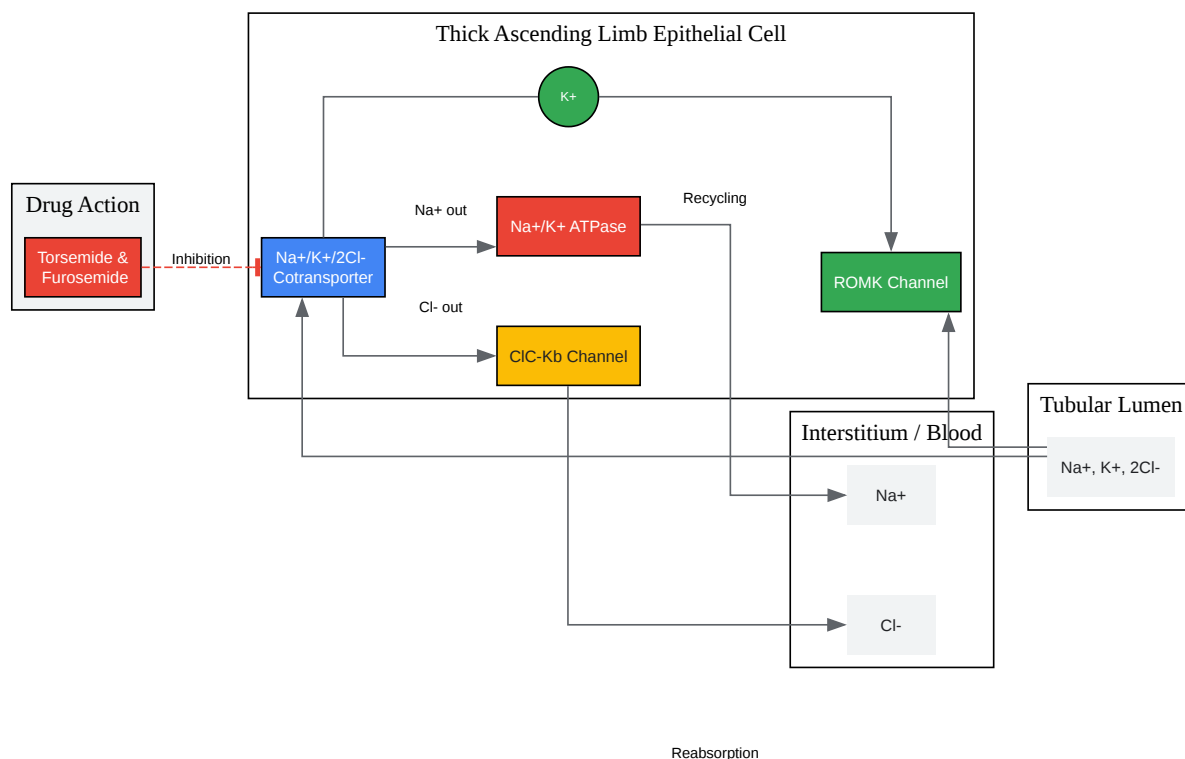 Thick Ascending Limb Epithelial Cell
K+
Drug Action
Torsemide &
Furosemide
Inhibition
Na+/K+/2Cl-
Cotransporter
Na+ out
Na+/K+ ATPase
Recycling
ROMK Channel
Cl- out
ClC-Kb Channel
Tubular Lumen
Na+, K+, 2Cl-
Interstitium / Blood
Na+
Cl-
Reabsorption